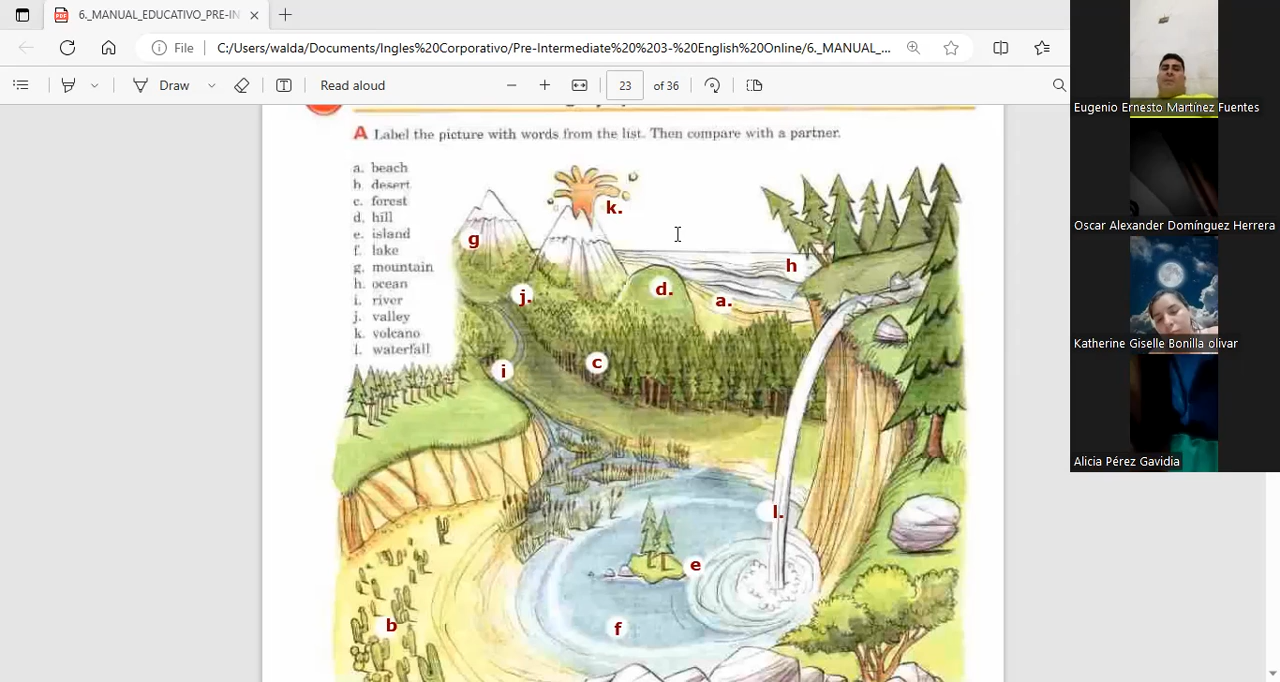 6._MANUAL_EDUCATIVO_PRE-IN
File
C:/Users/walda/Documents/Ingles%20Corporativo/Pre-Intermediate%20%203-%20English%20Online/6._MANUAL_...
Draw
Read aloud
23 of 36
A Label the picture with words from the list. Then compare with a partner.
a. beach
b. desert
c. forest
d. hill
e. island
f. lake
g. mountain
h. ocean
i. river
j. valley
k. volcano
l. waterfall
k.
g
h
d.
j.
a.
c
i
l.
e
b
f
Eugenio Ernesto Martínez Fuentes
Oscar Alexander Domínguez Herrera
Katherine Giselle Bonilla olivar
Alicia Pérez Gavidia